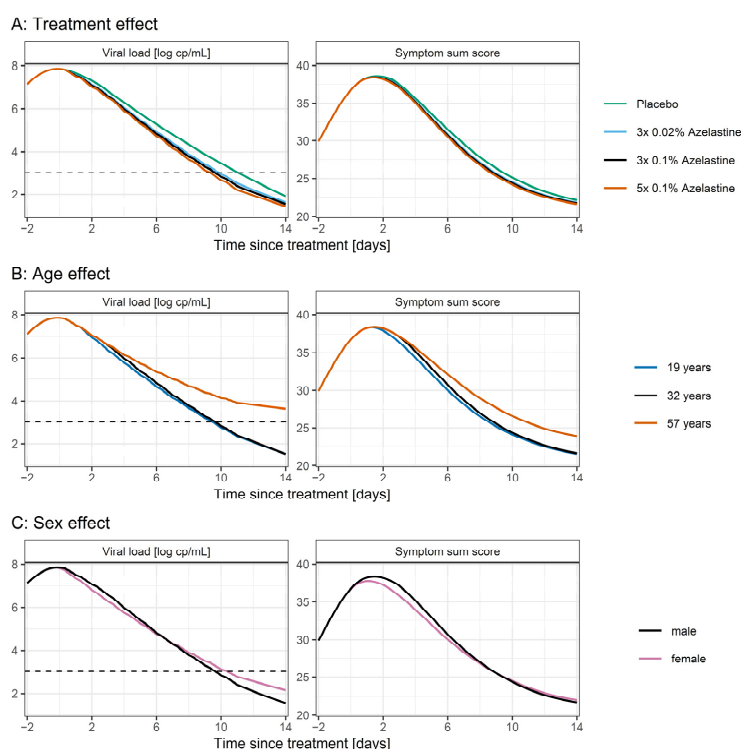 A: Treatment effect
Viral load [log cp/mL]
Symptom sum score
8
6
4
2
40
35
30
25
20
−2
2
6
10
14
−2
2
6
10
14
Time since treatment [days]
Placebo
3x 0.02% Azelastine
3x 0.1% Azelastine
5x 0.1% Azelastine
B: Age effect
Viral load [log cp/mL]
Symptom sum score
8
6
4
2
40
35
30
25
20
−2
2
6
10
14
−2
2
6
10
14
Time since treatment [days]
19 years
32 years
57 years
C: Sex effect
Viral load [log cp/mL]
Symptom sum score
8
6
4
2
40
35
30
25
20
−2
2
6
10
14
−2
2
6
10
14
Time since treatment [days]
male
female